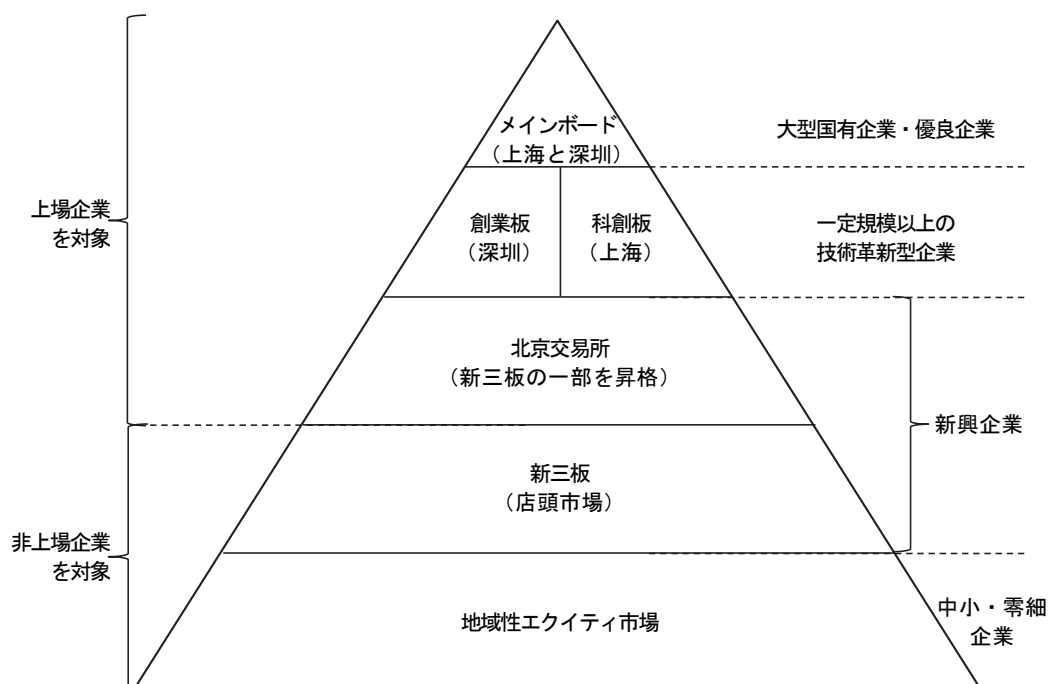 メインボード
（上海と深圳）
大型国有企業・優良企業
上場企業
を対象
創業板
（深圳）
科創板
（上海）
一定規模以上の
技術革新型企業
北京交易所
（新三板の一部を昇格）
新興企業
新三板
（店頭市場）
非上場企業
を対象
地域性エクイティ市場
中小・零細
企業